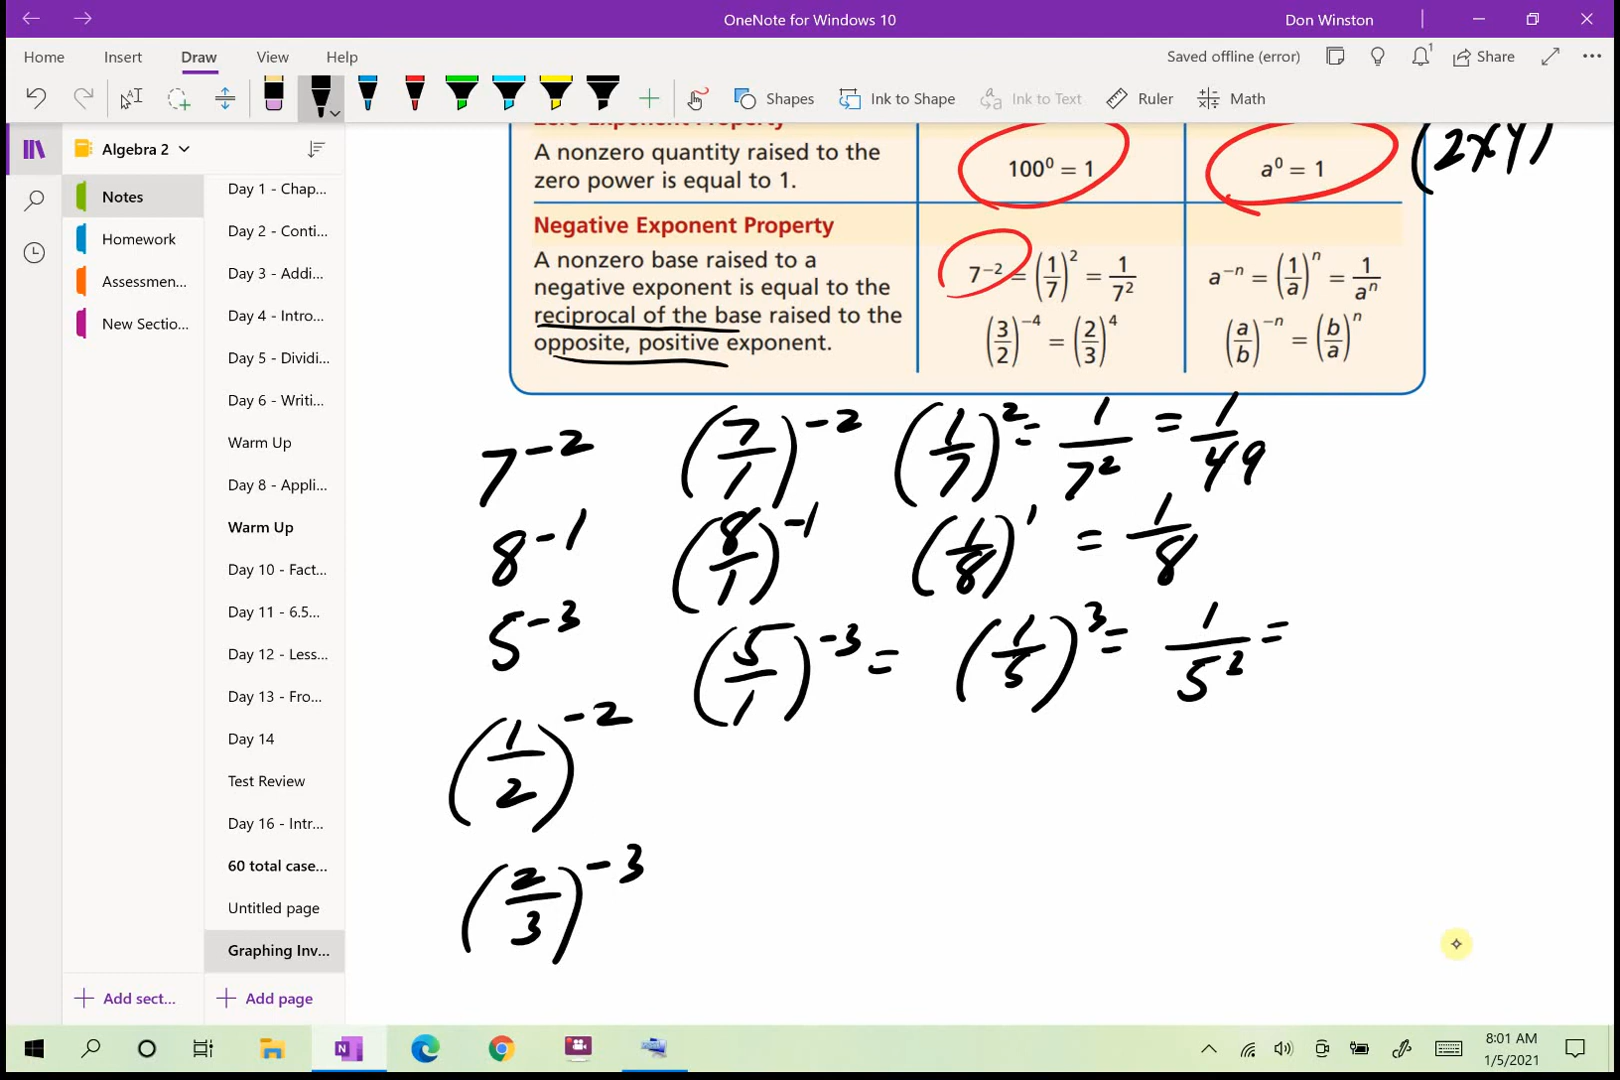 OneNote for Windows 10
Don Winston
Home Insert Draw View Help
Saved offline (error)
Share
Shapes
Ink to Shape
Ink to Text
Ruler
Math
Algebra 2
Notes
Homework
Assessmen...
New Sectio...
Day 1 - Chap...
Day 2 - Conti...
Day 3 - Addi...
Day 4 - Intro...
Day 5 - Dividi...
Day 6 - Writi...
Warm Up
Day 8 - Appli...
Warm Up
Day 10 - Fact...
Day 11 - 6.5...
Day 12 - Less...
Day 13 - Fro...
Day 14
Test Review
Day 16 - Intr...
60 total case...
Untitled page
Graphing Inv...
Add sect...
Add page
Zero Exponent Property
A nonzero quantity raised to the
zero power is equal to 1.
100⁰ = 1
a⁰ = 1
(2xy)
Negative Exponent Property
A nonzero base raised to a
negative exponent is equal to the
reciprocal of the base raised to the
opposite, positive exponent.
7⁻² = (1/7)² = 1/7²
(3/2)⁻⁴ = (2/3)⁴
a⁻ⁿ = (1/a)ⁿ = 1/aⁿ
(a/b)⁻ⁿ = (b/a)ⁿ
7⁻² (7/1)⁻² (1/7)² = 1/7² = 1/49
8⁻¹ (8/1)⁻¹ (1/8)¹ = 1/8
5⁻³ (5/1)⁻³ = (1/5)³ = 1/5³ =
(1/2)⁻²
(2/3)⁻³
8:01 AM
1/5/2021